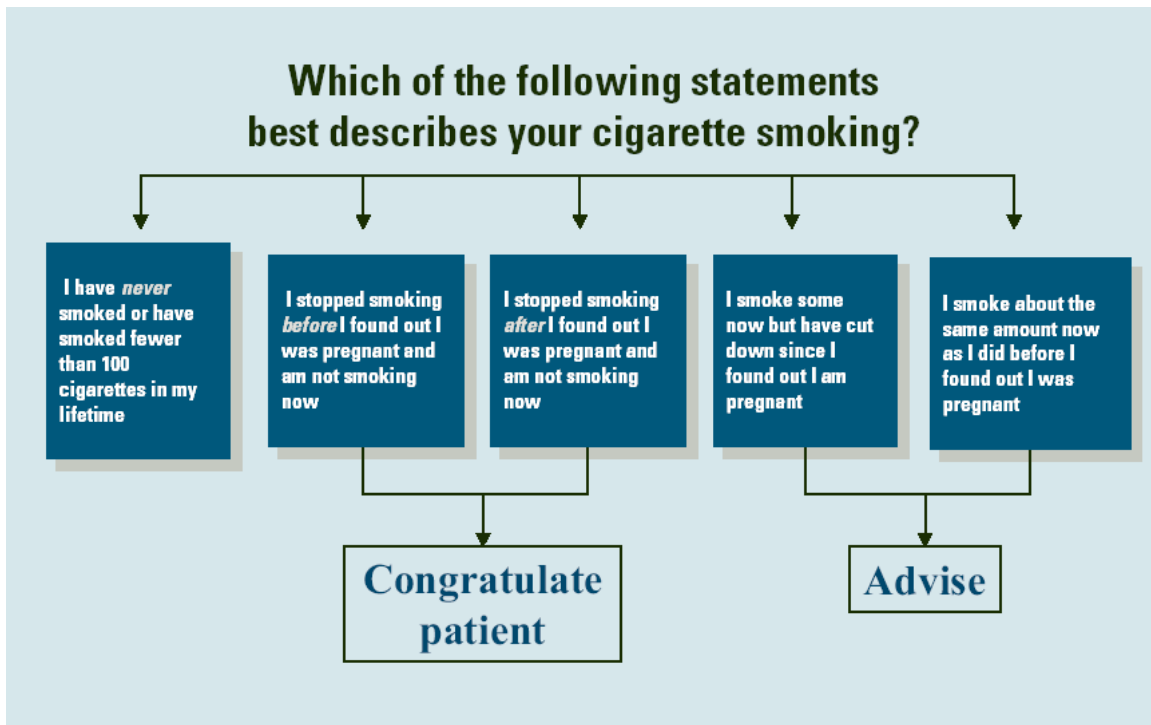 Which of the following statements
best describes your cigarette smoking?
I have never
smoked or have
smoked fewer
than 100
cigarettes in my
lifetime
I stopped smoking
before I found out I
was pregnant and
am not smoking
now
I stopped smoking
after I found out I
was pregnant and
am not smoking
now
I smoke some
now but have cut
down since I
found out I am
pregnant
I smoke about the
same amount now
as I did before I
found out I was
pregnant
Congratulate
patient
Advise